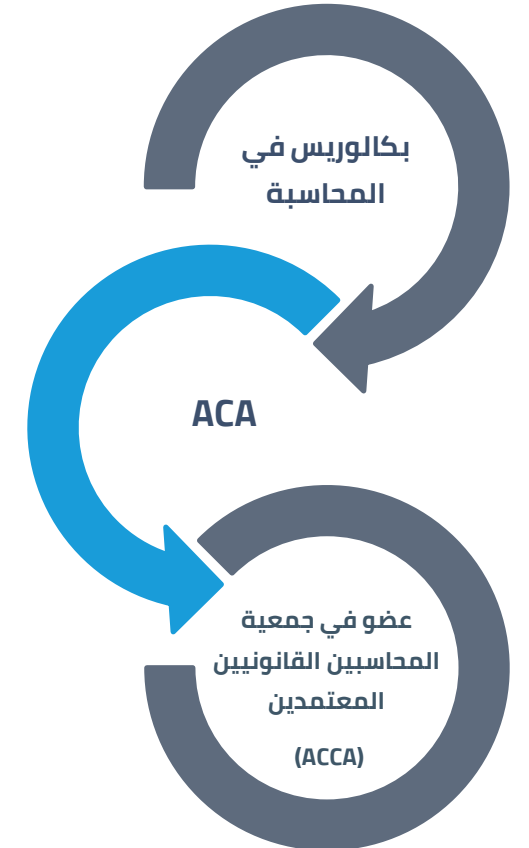 بكالوريس في
المحاسبة
ACA
عضو في جمعية
المحاسبين القانونيين
المعتمدين
(ACCA)